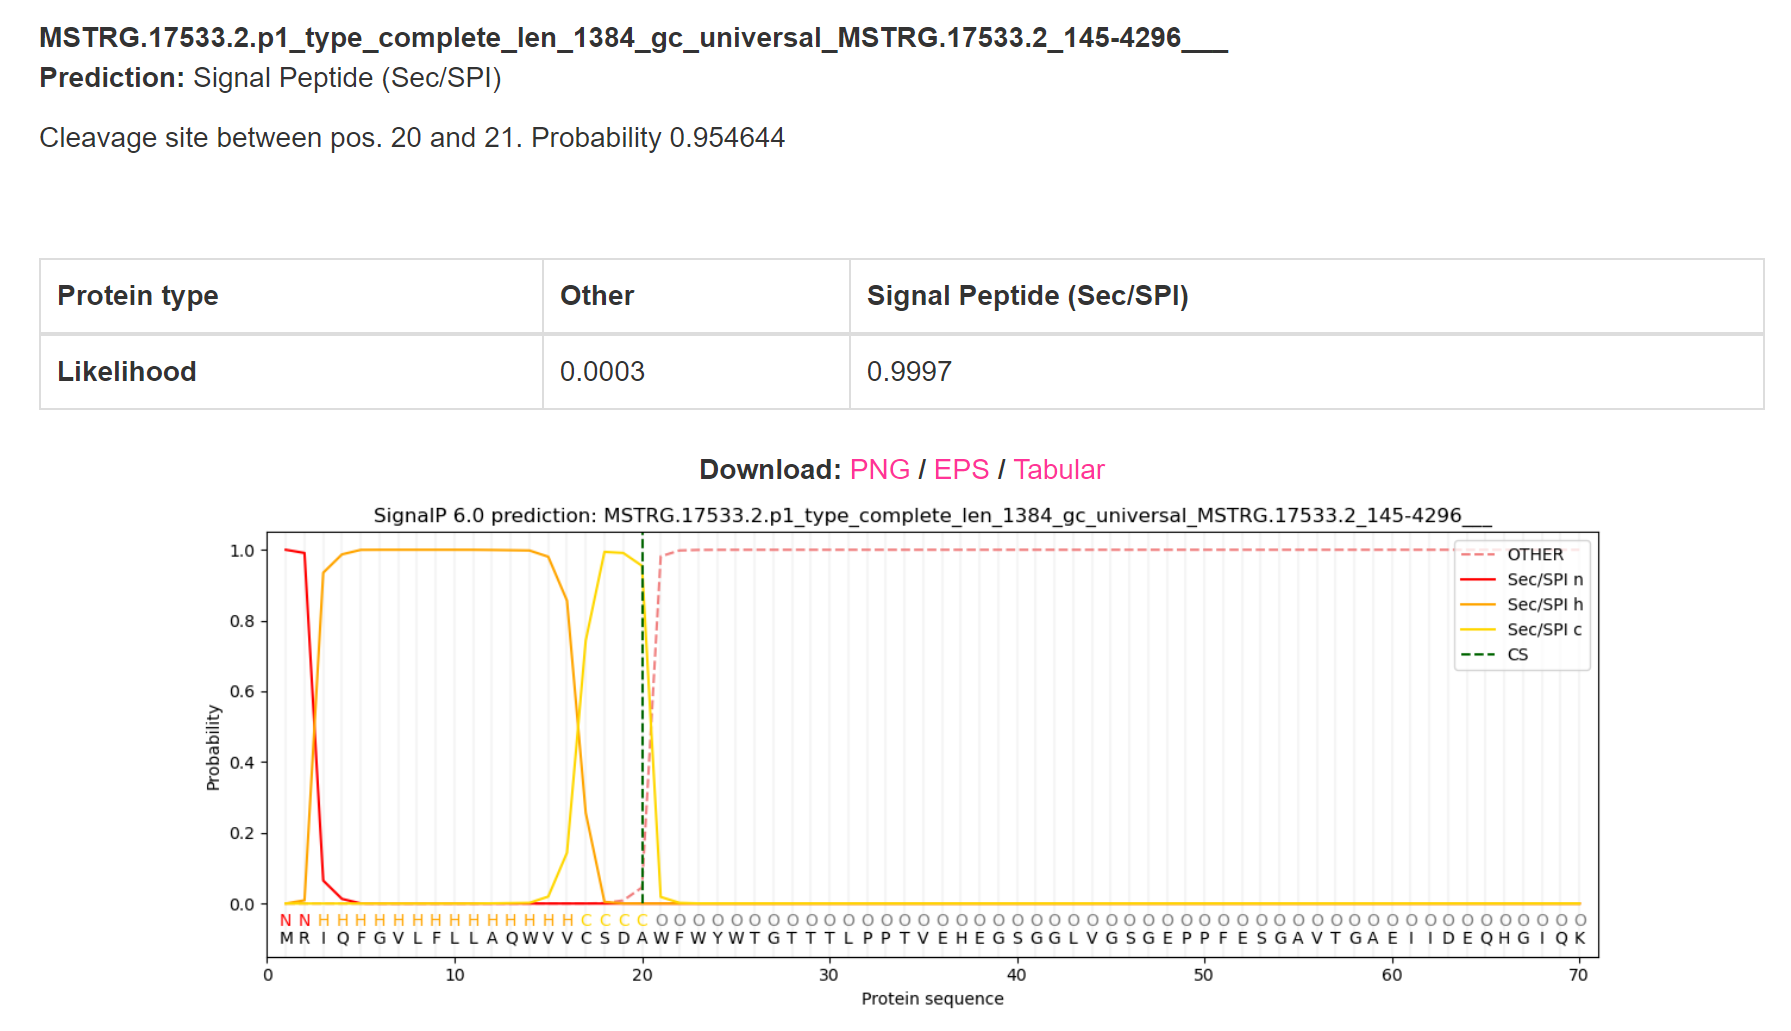 MSTRG.17533.2.p1_type_complete_len_1384_gc_universal_MSTRG.17533.2_145-4296___
Prediction: Signal Peptide (Sec/SPI)
Cleavage site between pos. 20 and 21. Probability 0.954644
Protein type Other Signal Peptide (Sec/SPI)
Likelihood 0.0003 0.9997
Download: PNG / EPS / Tabular
SignalP 6.0 prediction: MSTRG.17533.2.p1_type_complete_len_1384_gc_universal_MSTRG.17533.2_145-4296___
1.0
0.8
0.6
0.4
0.2
0.0
Probability
OTHER
Sec/SPI n
Sec/SPI h
Sec/SPI c
CS
N N H H H H H H H H H H H H H H C C C C O O O O O O O O O O O O O O O O O O O O O O O O O O O O O O O O O O O O O O O O O O O O O O O O O O
M R I Q F G V L F L L A Q W V V C S D A W F W Y W T G T T T L P P T V E H E G S G G L V G S G E P P F E S G A V T G A E I I D E Q H G I Q K
0 10 20 30 40 50 60 70
Protein sequence